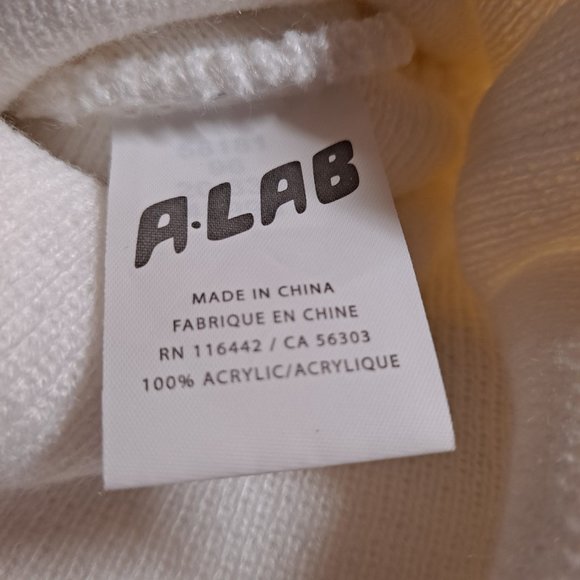 A·LAB
MADE IN CHINA
FABRIQUE EN CHINE
RN 116442 / CA 56303
100% ACRYLIC/ACRYLIQUE